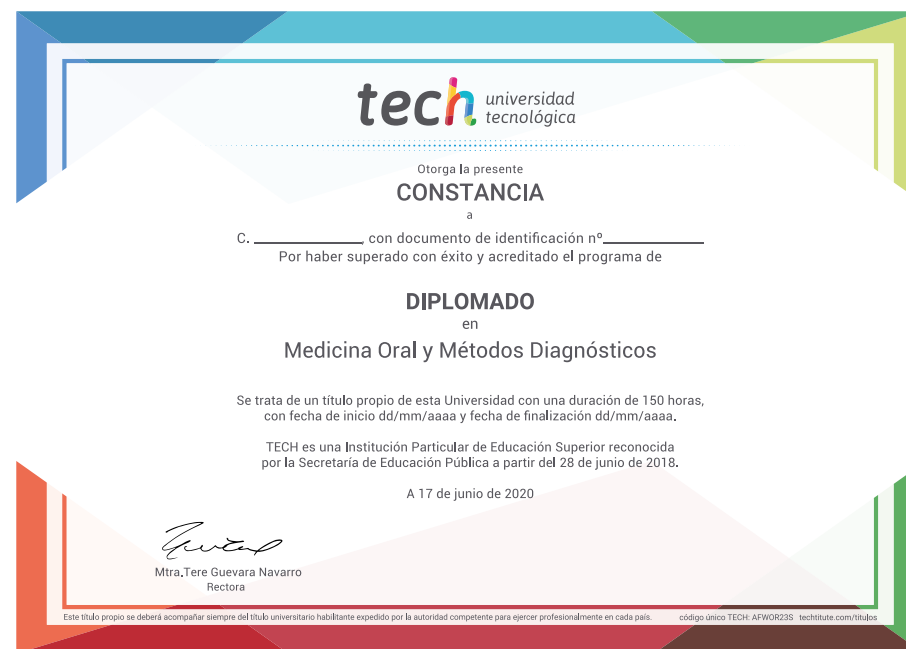 tech universidad
tecnológica
Otorga la presente
CONSTANCIA
a
C. ____________, con documento de identificación nº____________
Por haber superado con éxito y acreditado el programa de
DIPLOMADO
en
Medicina Oral y Métodos Diagnósticos
Se trata de un título propio de esta Universidad con una duración de 150 horas,
con fecha de inicio dd/mm/aaaa y fecha de finalización dd/mm/aaaa.
TECH es una Institución Particular de Educación Superior reconocida
por la Secretaría de Educación Pública a partir del 28 de junio de 2018.
A 17 de junio de 2020
Mtra.Tere Guevara Navarro
Rectora
Este título propio se deberá acompañar siempre del título universitario habilitante expedido por la autoridad competente para ejercer profesionalmente en cada país. código único TECH: AFWOR23S techtitute.com/titulos